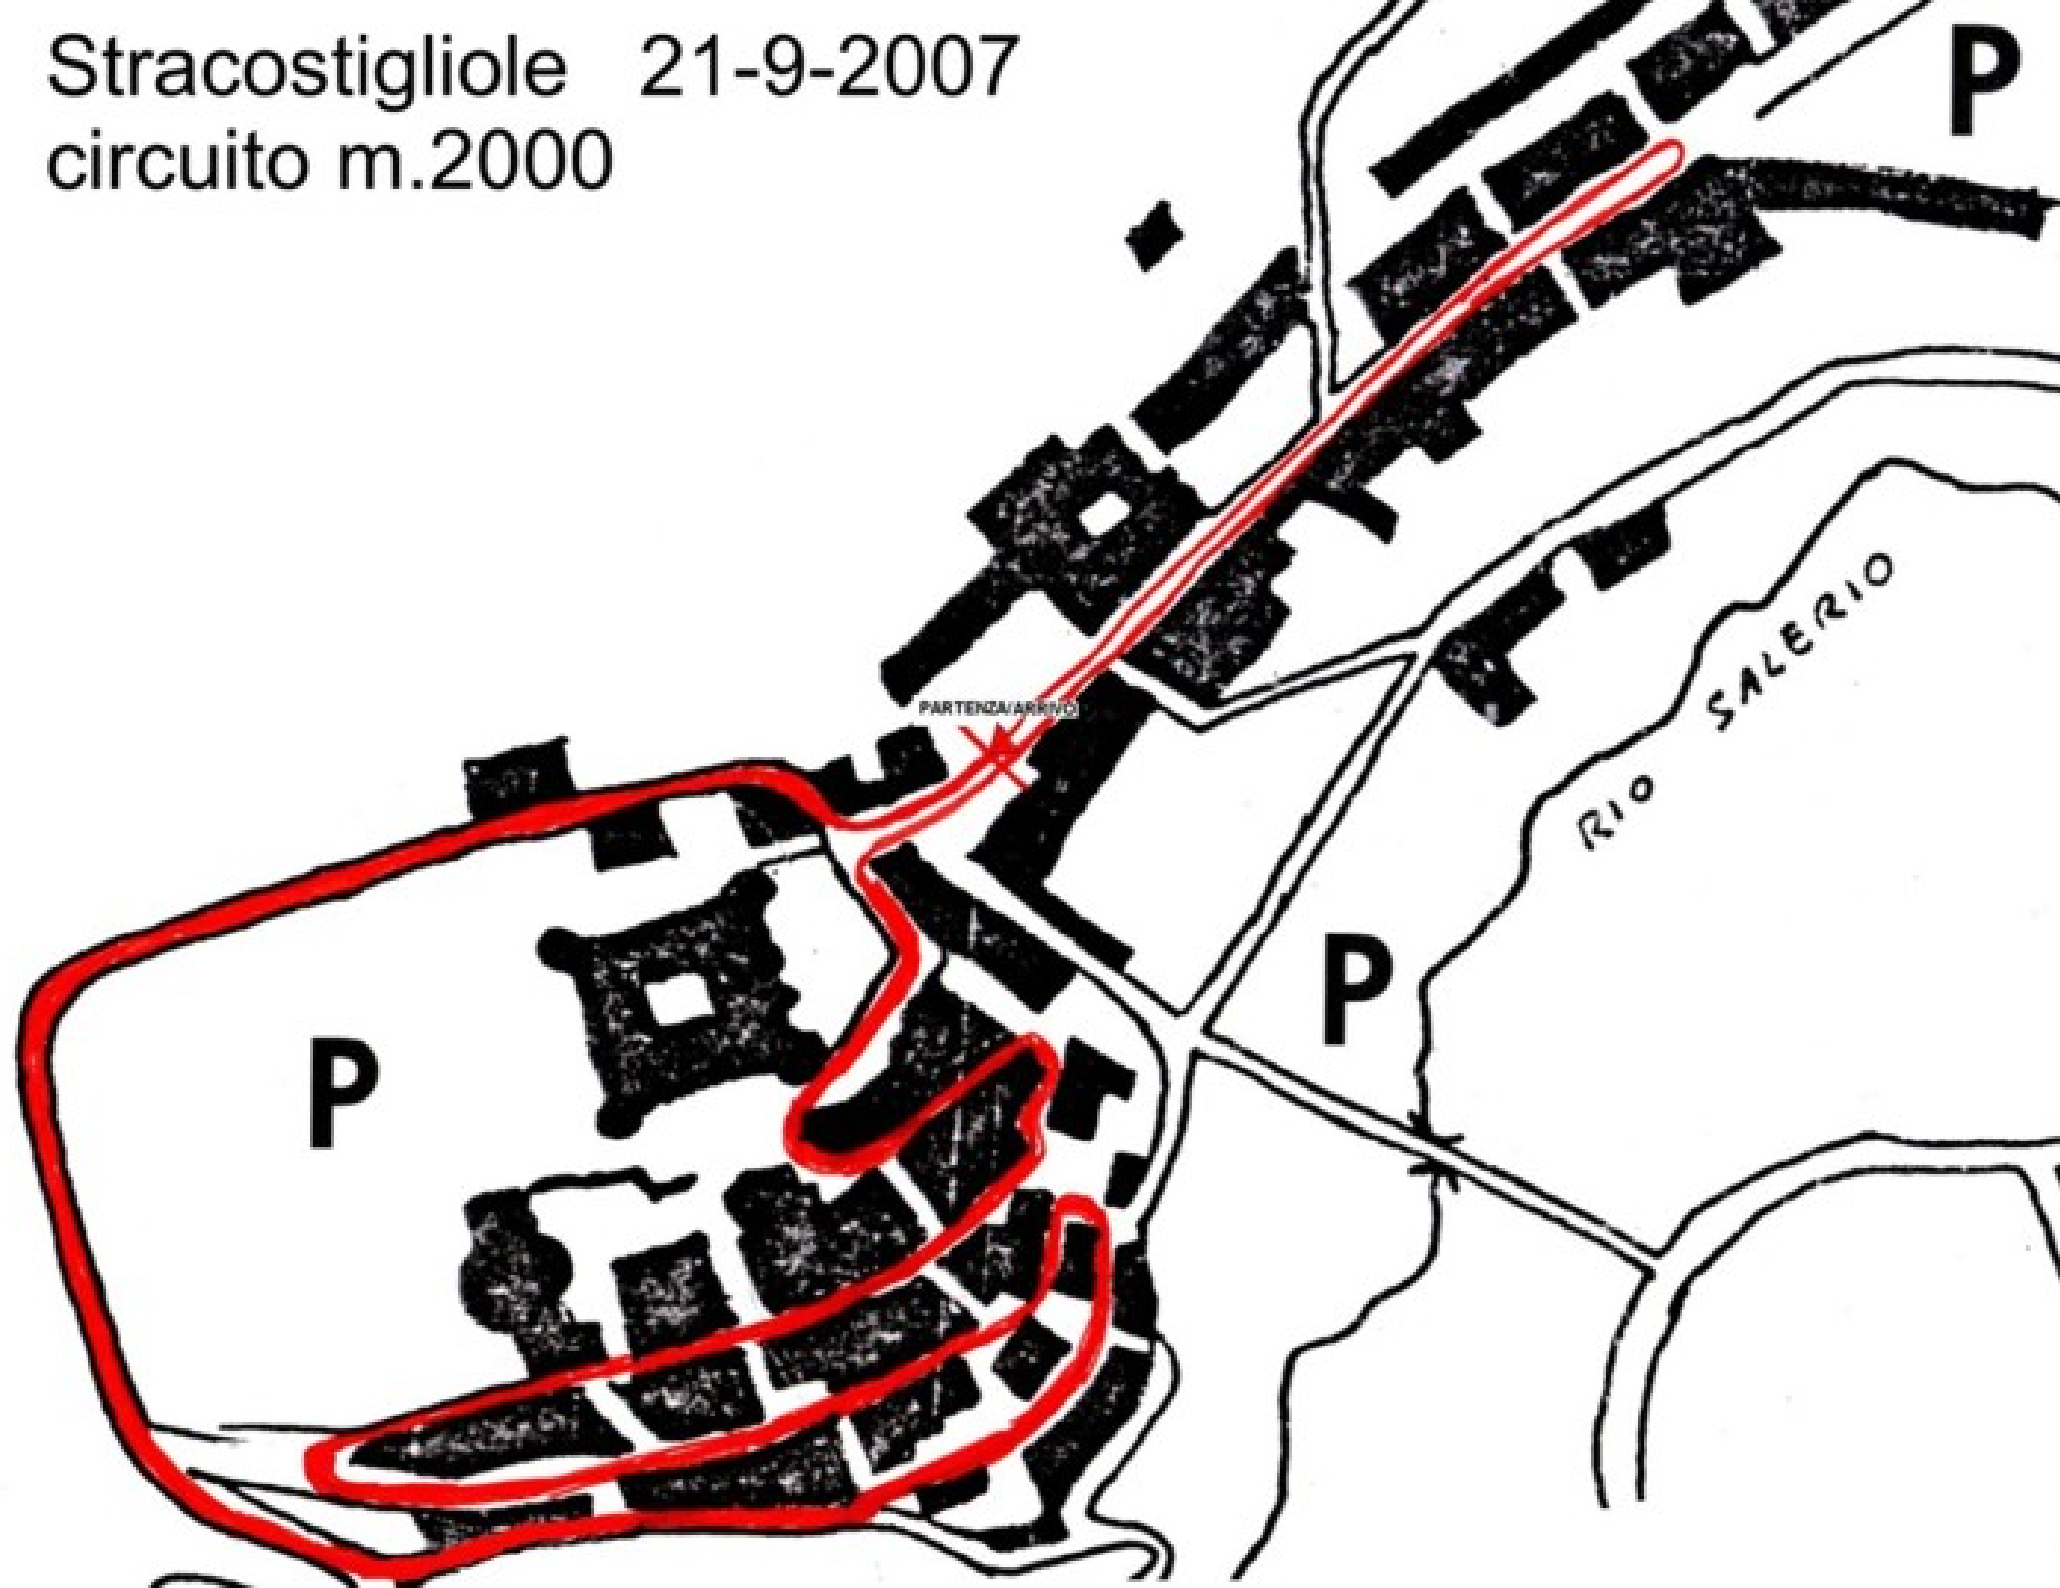 Stracostigliole 21-9-2007
circuito m.2000
P
PARTENZA/ARRIVO
RIO SALERIO
P
P